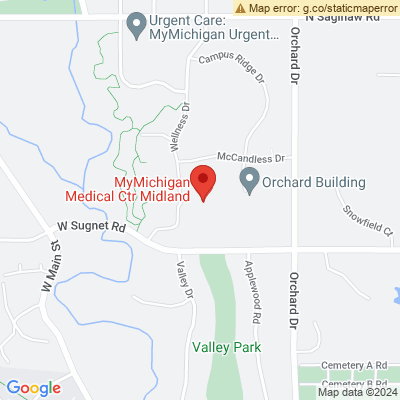 Map error: g.co/staticmaperror
Urgent Care:
MyMichigan Urgent...
N Saginaw Rd
Campus Ridge Dr
Orchard Dr
Wellness Dr
McCandless Dr
MyMichigan
Medical Ctr Midland
Orchard Building
Snowfield Ct
W Sugnet Rd
W Main St
Valley Dr
Applewood Rd
Orchard Dr
Valley Park
Cemetery A Rd
Cemetery B Rd
Google
Map data ©2024